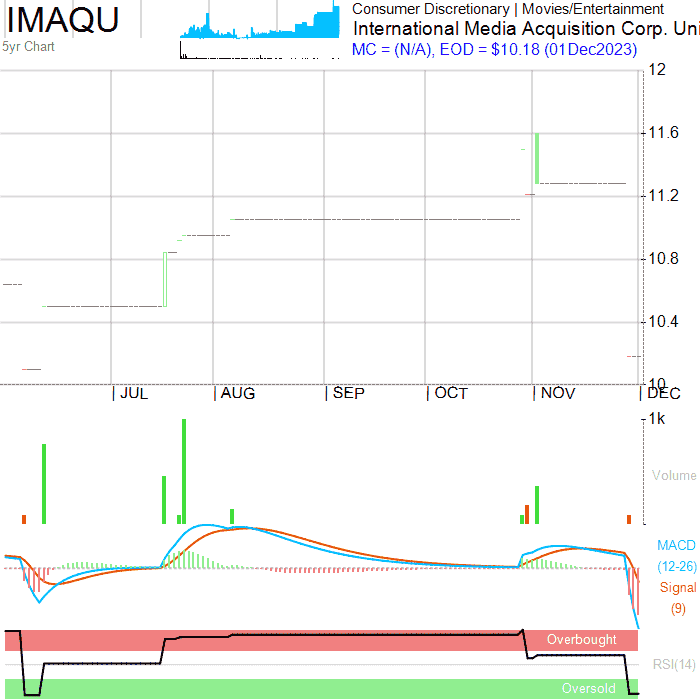 IMAQU
5yr Chart
Consumer Discretionary | Movies/Entertainment
International Media Acquisition Corp. Uni
MC = (N/A), EOD = $10.18 (01Dec2023)
12
11.6
11.2
10.8
10.4
10
JUL
AUG
SEP
OCT
NOV
DEC
1k
Volume
MACD
(12-26)
Signal
(9)
Overbought
RSI(14)
Oversold